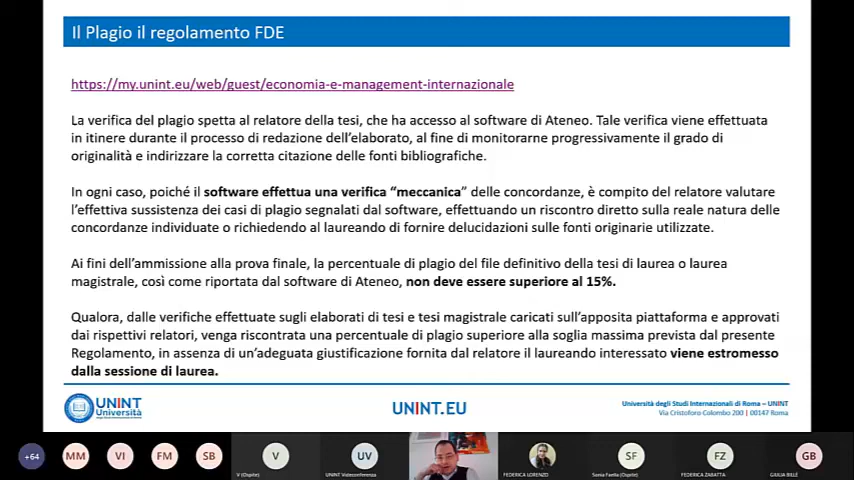 Il Plagio il regolamento FDE
https://my.unint.eu/web/guest/economia-e-management-internazionale
La verifica del plagio spetta al relatore della tesi, che ha accesso al software di Ateneo. Tale verifica viene effettuata
in itinere durante il processo di redazione dell'elaborato, al fine di monitorarne progressivamente il grado di
originalità e indirizzare la corretta citazione delle fonti bibliografiche.
In ogni caso, poiché il software effettua una verifica "meccanica" delle concordanze, è compito del relatore valutare
l'effettiva sussistenza dei casi di plagio segnalati dal software, effettuando un riscontro diretto sulla reale natura delle
concordanze individuate o richiedendo al laureando di fornire delucidazioni sulle fonti originarie utilizzate.
Ai fini dell'ammissione alla prova finale, la percentuale di plagio del file definitivo della tesi di laurea o laurea
magistrale, così come riportata dal software di Ateneo, non deve essere superiore al 15%.
Qualora, dalle verifiche effettuate sugli elaborati di tesi e tesi magistrale caricati sull'apposita piattaforma e approvati
dai rispettivi relatori, venga riscontrata una percentuale di plagio superiore alla soglia massima prevista dal presente
Regolamento, in assenza di un'adeguata giustificazione fornita dal relatore il laureando interessato viene estromesso
dalla sessione di laurea.
UNINT
Università
degli Studi Internazionali di Roma
UNINT.EU
Università degli Studi Internazionali di Roma – UNINT
Via Cristoforo Colombo 200 | 00147 Roma
+64 MM VI FM SB V UV SF FZ GB
V (Ospite) UNINT Videoconferenza FEDERICA LORENZO Sonia Faella (Ospite) FEDERICA ZABATTA GIULIA BILLE